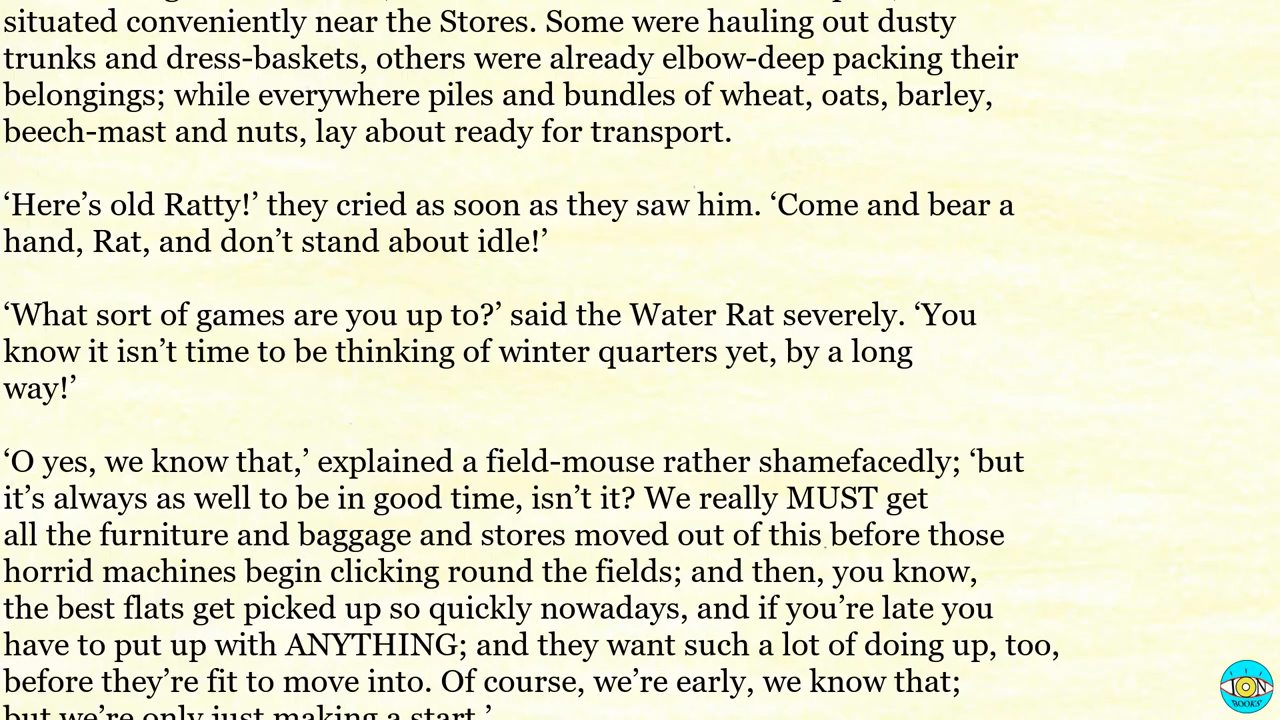 situated conveniently near the Stores. Some were hauling out dusty
trunks and dress-baskets, others were already elbow-deep packing their
belongings; while everywhere piles and bundles of wheat, oats, barley,
beech-mast and nuts, lay about ready for transport.
‘Here’s old Ratty!’ they cried as soon as they saw him. ‘Come and bear a
hand, Rat, and don’t stand about idle!’
‘What sort of games are you up to?’ said the Water Rat severely. ‘You
know it isn’t time to be thinking of winter quarters yet, by a long
way!’
‘O yes, we know that,’ explained a field-mouse rather shamefacedly; ‘but
it’s always as well to be in good time, isn’t it? We really MUST get
all the furniture and baggage and stores moved out of this before those
horrid machines begin clicking round the fields; and then, you know,
the best flats get picked up so quickly nowadays, and if you’re late you
have to put up with ANYTHING; and they want such a lot of doing up, too,
before they’re fit to move into. Of course, we’re early, we know that;
but we’re only just making a start.’
ION
BOOKS